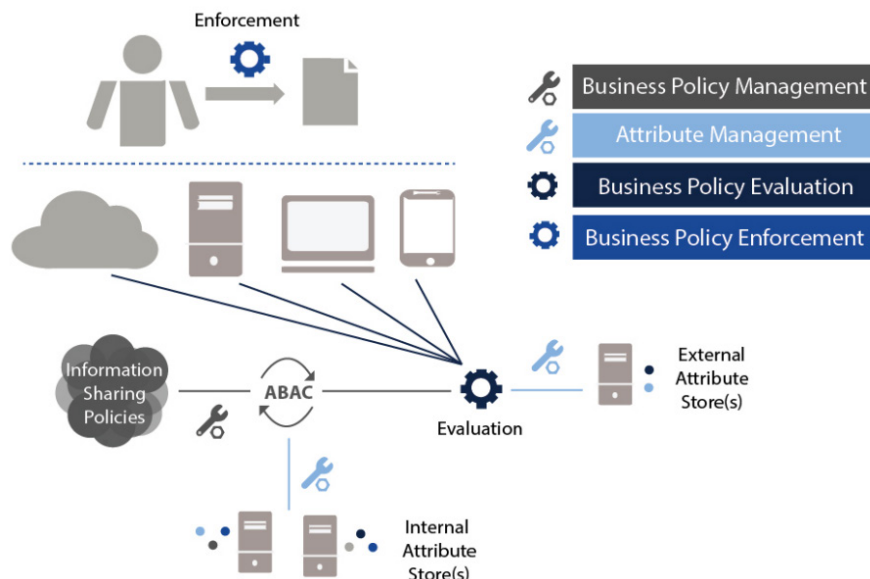 Enforcement
Business Policy Management
Attribute Management
Business Policy Evaluation
Business Policy Enforcement
Information
Sharing
Policies
ABAC
Evaluation
External
Attribute
Store(s)
Internal
Attribute
Store(s)